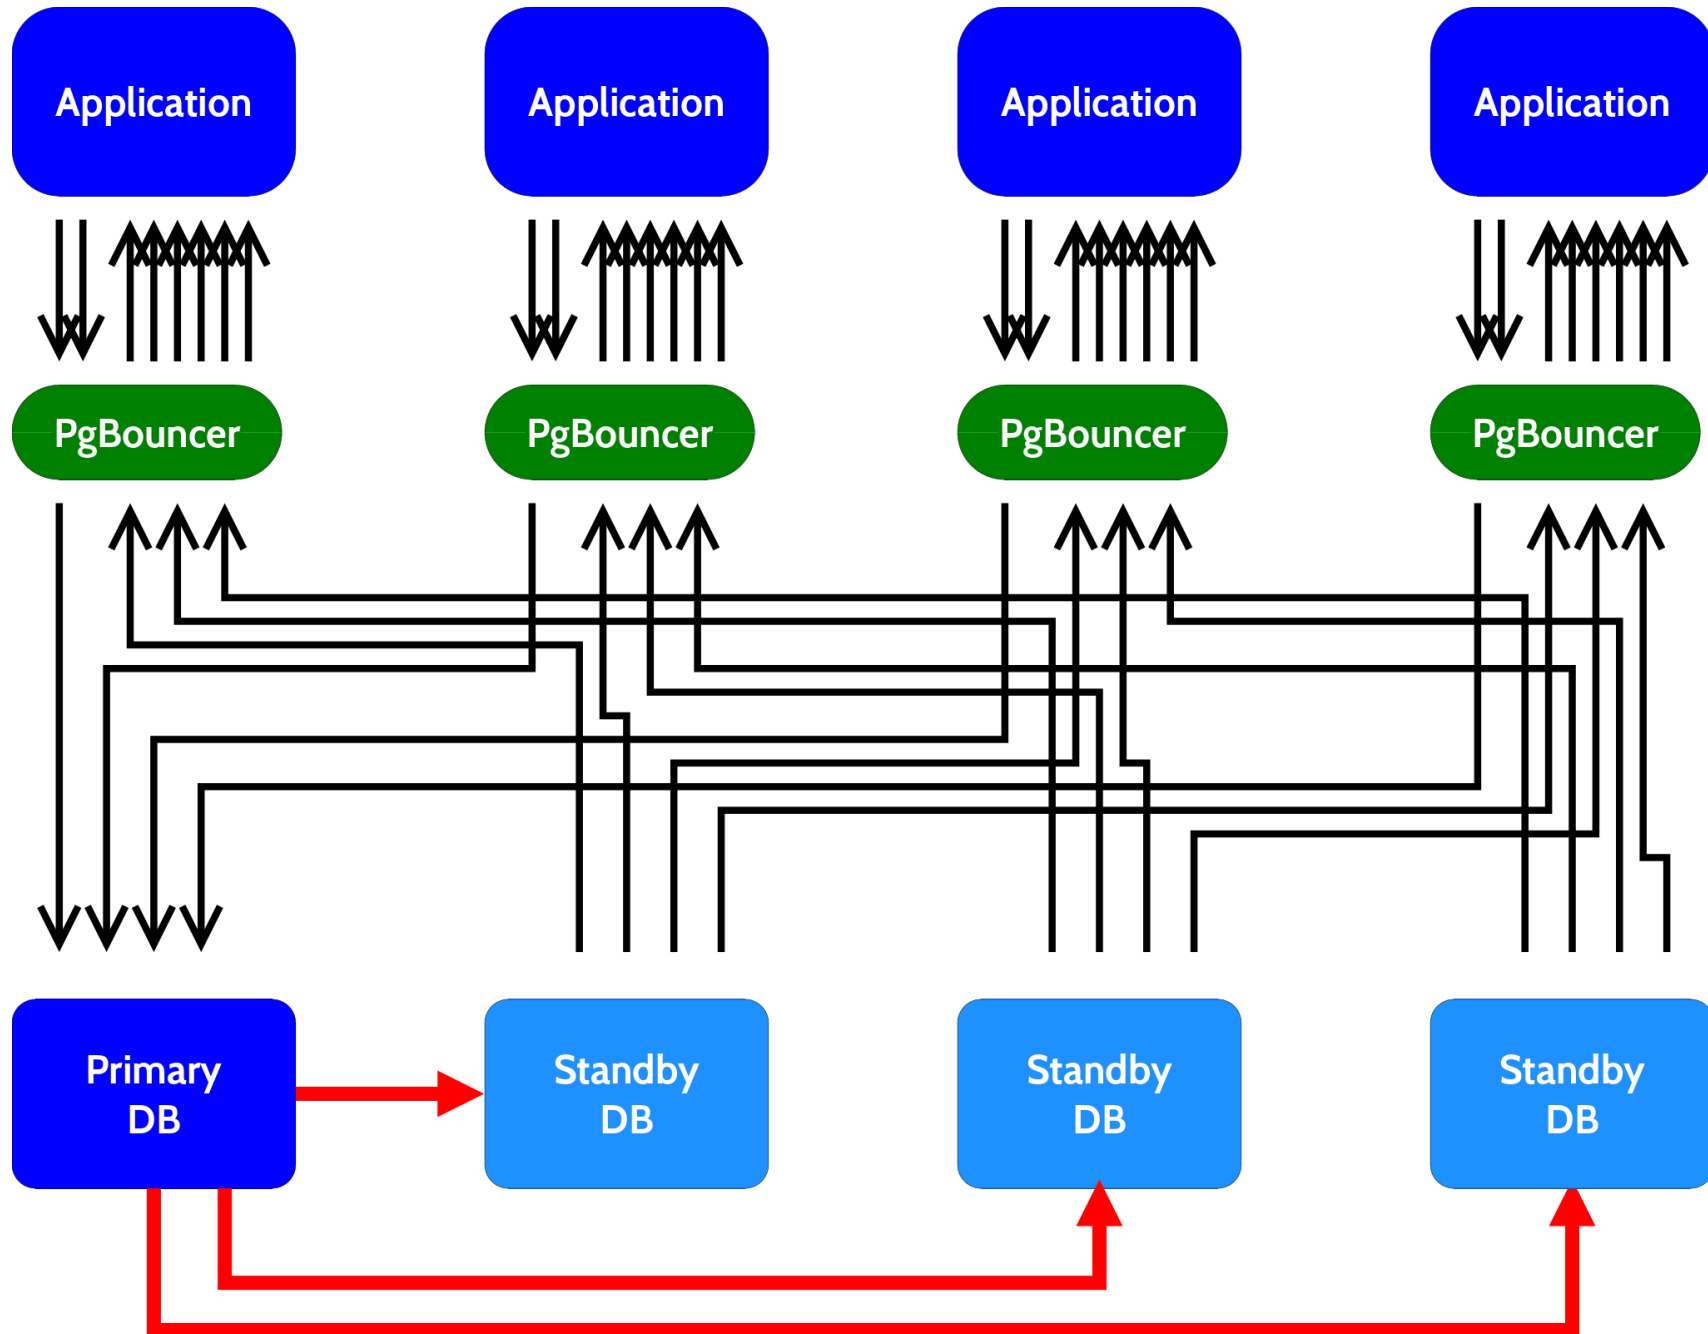 Application
Application
Application
Application
PgBouncer
PgBouncer
PgBouncer
PgBouncer
Primary
DB
Standby
DB
Standby
DB
Standby
DB